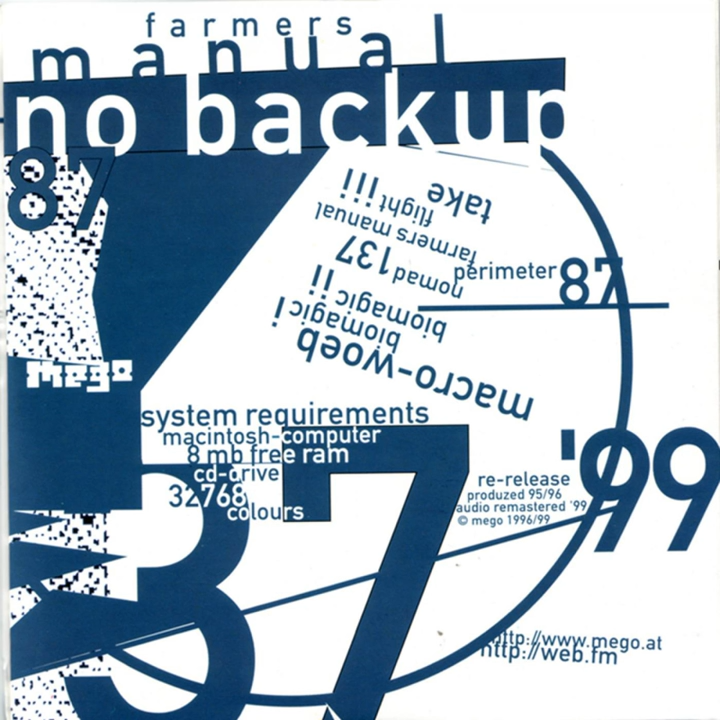 farmers
manual
no backup
87
macro-woeb
biomagic i
biomagic ii
nomad 137
farmers manual
flight iii
take
perimeter 87
mego
system requirements
macintosh-computer
8 mb free ram
cd-drive
32768
colours
37
'99
re-release
produzed 95/96
audio remastered '99
© mego 1996/99
http://www.mego.at
http://web.fm